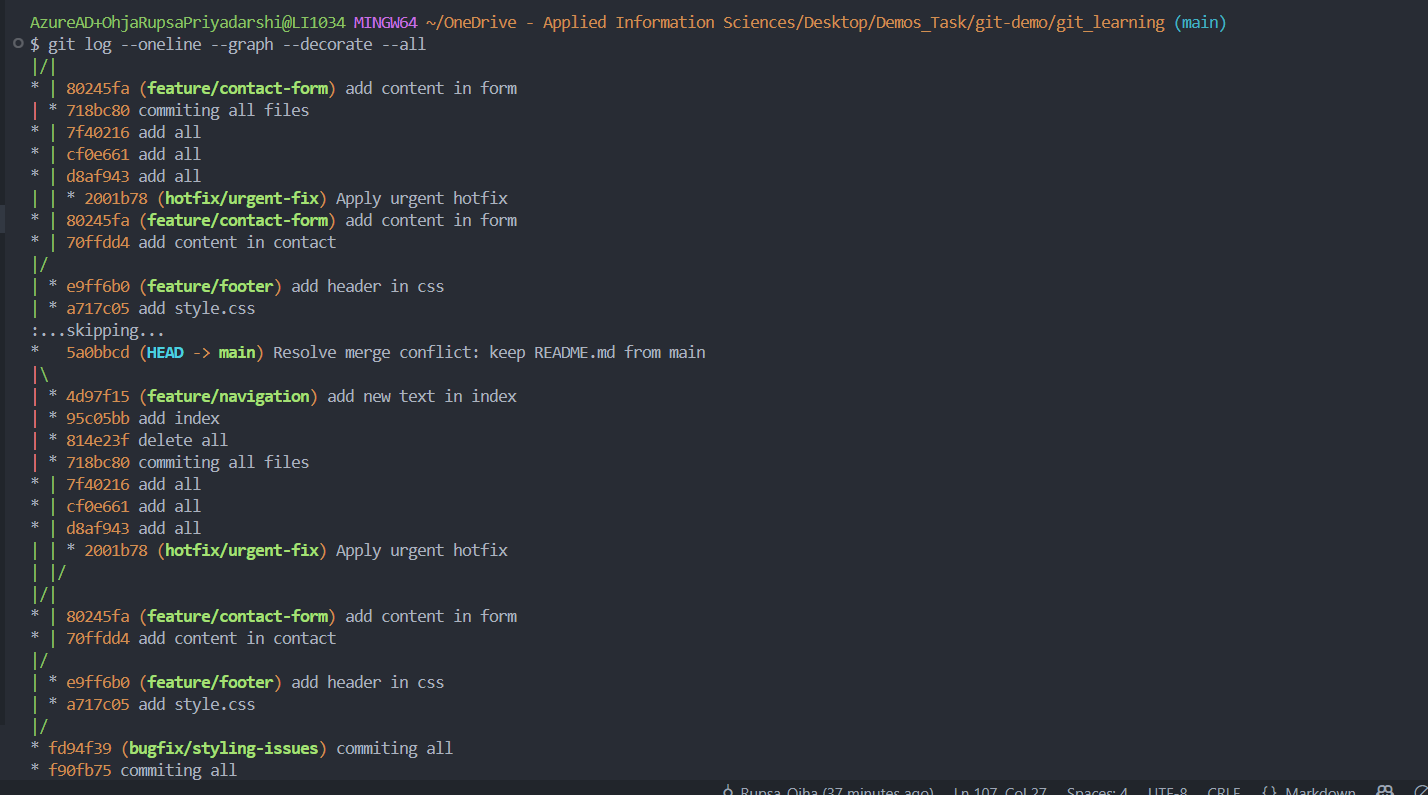 AzureAD+OhjaRupsaPriyadarshi@LI1034 MINGW64 ~/OneDrive - Applied Information Sciences/Desktop/Demos_Task/git-demo/git_learning (main)
$ git log --oneline --graph --decorate --all
|/|
* | 80245fa (feature/contact-form) add content in form
| * 718bc80 commiting all files
* | 7f40216 add all
* | cf0e661 add all
* | d8af943 add all
| | * 2001b78 (hotfix/urgent-fix) Apply urgent hotfix
* | 80245fa (feature/contact-form) add content in form
* | 70ffdd4 add content in contact
|/
| * e9ff6b0 (feature/footer) add header in css
| * a717c05 add style.css
:...skipping...
*   5a0bbcd (HEAD -> main) Resolve merge conflict: keep README.md from main
|\
| * 4d97f15 (feature/navigation) add new text in index
| * 95c05bb add index
| * 814e23f delete all
| * 718bc80 commiting all files
* | 7f40216 add all
* | cf0e661 add all
* | d8af943 add all
| | * 2001b78 (hotfix/urgent-fix) Apply urgent hotfix
| |/
|/|
* | 80245fa (feature/contact-form) add content in form
* | 70ffdd4 add content in contact
|/
| * e9ff6b0 (feature/footer) add header in css
| * a717c05 add style.css
|/
* fd94f39 (bugfix/styling-issues) commiting all
* f90fb75 commiting all
Rupsa_Ojha (37 minutes ago) Ln 107, Col 27 Spaces: 4 UTF-8 CRLF {} Markdown